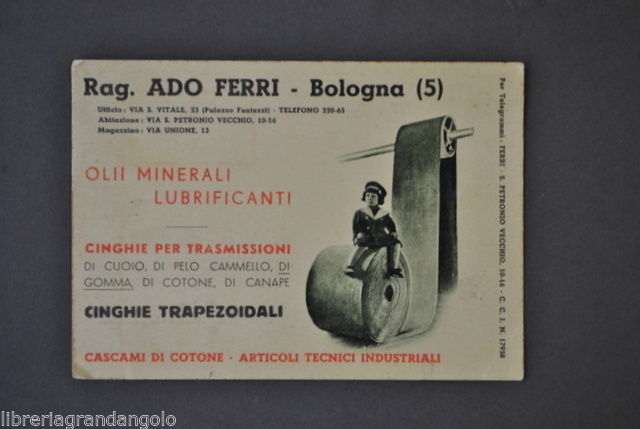 Rag. ADO FERRI - Bologna (5)
Ufficio: VIA S. VITALE, 23 (Palazzo Fantuzzi) - TELEFONO 220-65
Abitazione: VIA S. PETRONIO VECCHIO, 10-16
Magazzino: VIA UNIONE, 13
OLII MINERALI
LUBRIFICANTI
CINGHIE PER TRASMISSIONI
DI CUOIO, DI PELO CAMMELLO, DI
GOMMA, DI COTONE, DI CANAPE
CINGHIE TRAPEZOIDALI
CASCAMI DI COTONE - ARTICOLI TECNICI INDUSTRIALI
Per Telegrammi: FERRI - S. PETRONIO VECCHIO, 10-16 - C. C. I. N. 17958
libreriagrandangolo